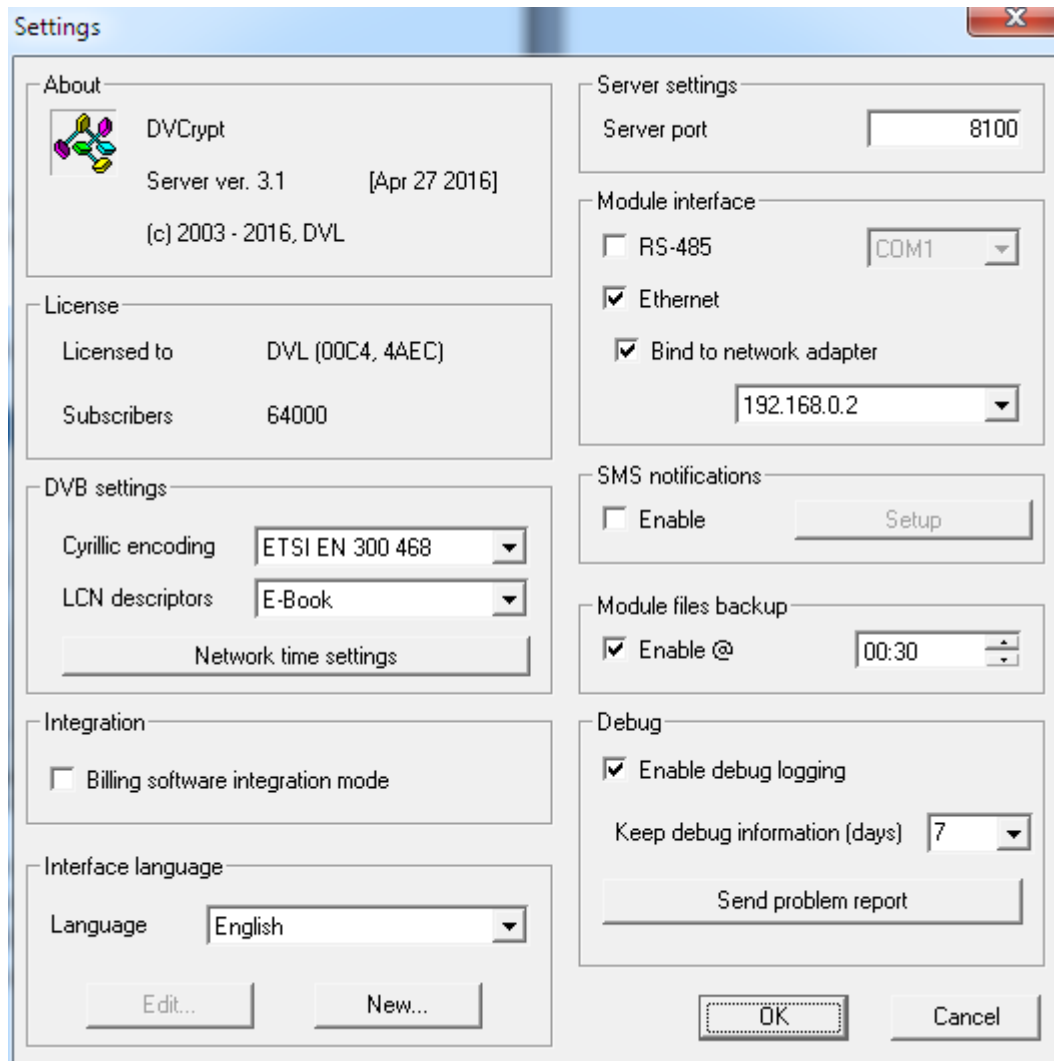 Settings
About
DVCrypt
Server ver. 3.1 [Apr 27 2016]
(c) 2003 - 2016, DVL
License
Licensed to DVL (00C4, 4AEC)
Subscribers 64000
DVB settings
Cyrillic encoding ETSI EN 300 468
LCN descriptors E-Book
Network time settings
Integration
Billing software integration mode
Interface language
Language English
Edit... New...
Server settings
Server port 8100
Module interface
RS-485 COM1
Ethernet
Bind to network adapter
192.168.0.2
SMS notifications
Enable Setup
Module files backup
Enable @ 00:30
Debug
Enable debug logging
Keep debug information (days) 7
Send problem report
OK Cancel